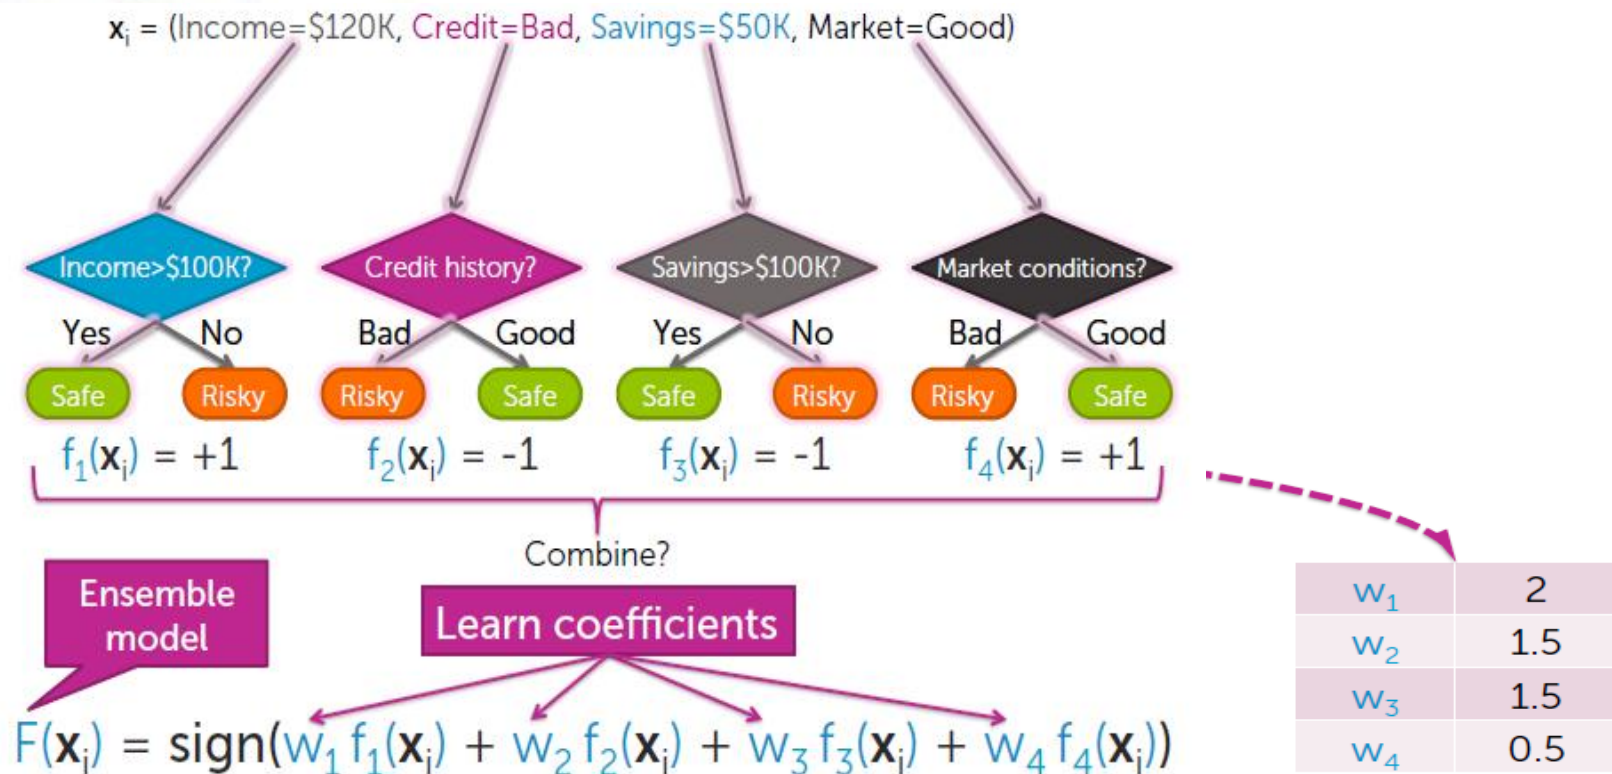 xᵢ = (Income=$120K, Credit=Bad, Savings=$50K, Market=Good)
Income>$100K? Credit history? Savings>$100K? Market conditions?
Yes No Bad Good Yes No Bad Good
Safe Risky Risky Safe Safe Risky Risky Safe
f₁(xᵢ) = +1 f₂(xᵢ) = -1 f₃(xᵢ) = -1 f₄(xᵢ) = +1
Combine?
Ensemble
model
Learn coefficients
F(xᵢ) = sign(w₁ f₁(xᵢ) + w₂ f₂(xᵢ) + w₃ f₃(xᵢ) + w₄ f₄(xᵢ))
w₁ 2
w₂ 1.5
w₃ 1.5
w₄ 0.5